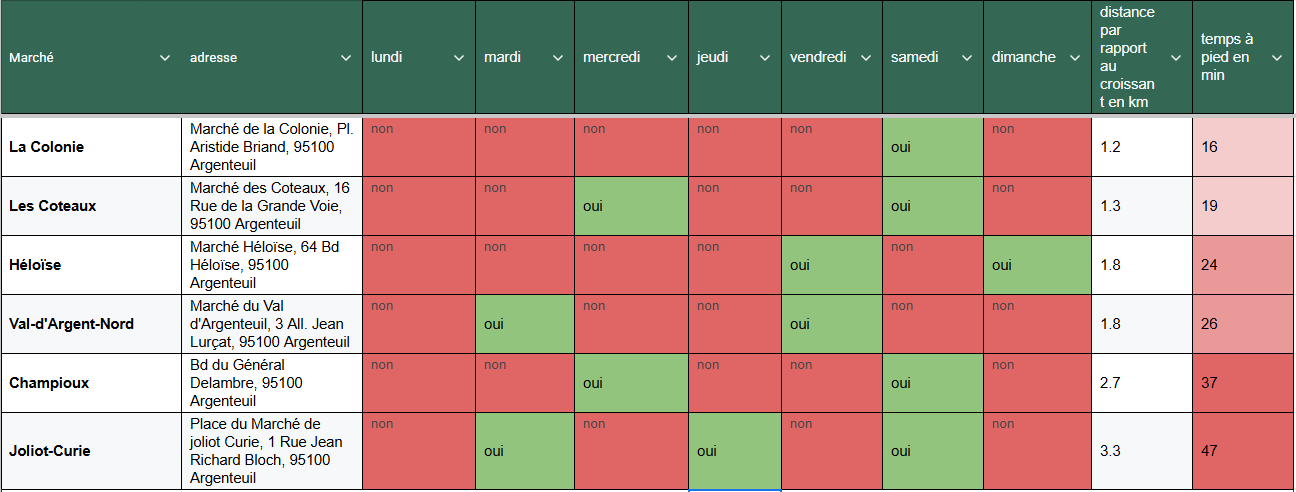 Marché adresse lundi mardi mercredi jeudi vendredi samedi dimanche
distance
par
rapport
au
croissan
t en km
temps à
pied en
min
La Colonie
Marché de la Colonie, Pl.
Aristide Briand, 95100
Argenteuil
non non non non non oui non 1.2 16
Les Coteaux
Marché des Coteaux, 16
Rue de la Grande Voie,
95100 Argenteuil
non non oui non non oui non 1.3 19
Héloïse
Marché Héloïse, 64 Bd
Héloïse, 95100
Argenteuil
non non non non oui non oui 1.8 24
Val-d'Argent-Nord
Marché du Val
d'Argenteuil, 3 All. Jean
Lurçat, 95100 Argenteuil
non oui non non oui non non 1.8 26
Champioux
Bd du Général
Delambre, 95100
Argenteuil
non non oui non non oui non 2.7 37
Joliot-Curie
Place du Marché de
joliot Curie, 1 Rue Jean
Richard Bloch, 95100
Argenteuil
non oui non oui non oui non 3.3 47